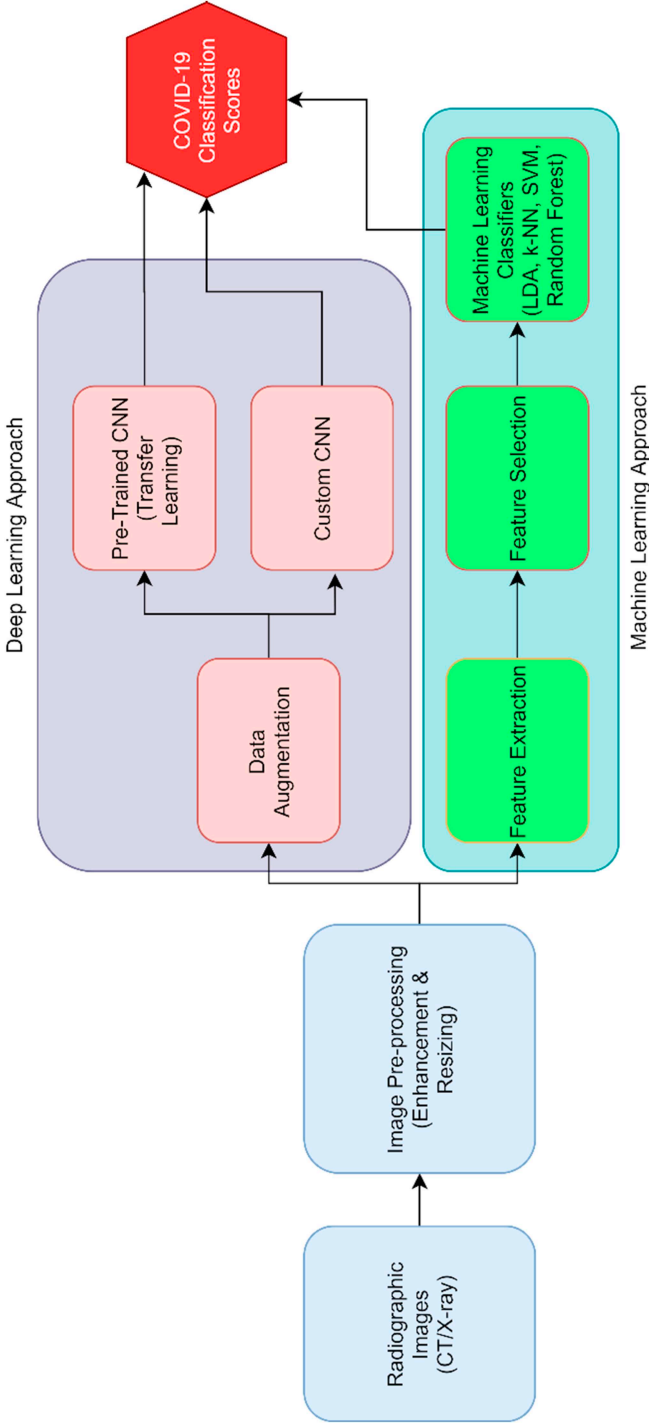 Radiographic
Images
(CT/X-ray)
Image Pre-processing
(Enhancement &
Resizing)
Deep Learning Approach
Data
Augmentation
Pre-Trained CNN
(Transfer
Learning)
Custom CNN
COVID-19
Classification
Scores
Feature Extraction
Feature Selection
Machine Learning
Classifiers
(LDA, k-NN, SVM,
Random Forest)
Machine Learning Approach